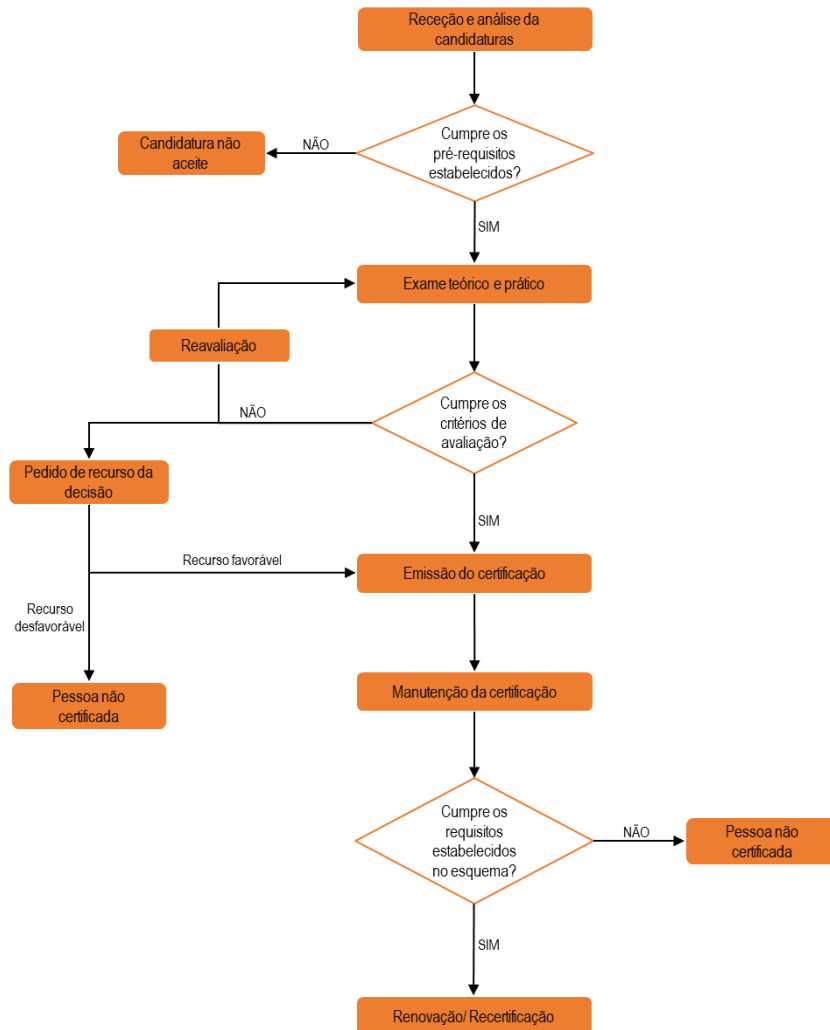 Receção e análise da
candidaturas
Cumpre os
pré-requisitos
estabelecidos?
NÃO
Candidatura não
aceite
SIM
Exame teórico e prático
Reavaliação
Cumpre os
critérios de
avaliação?
NÃO
Pedido de recurso da
decisão
SIM
Recurso favorável
Emissão do certificação
Recurso
desfavorável
Pessoa não
certificada
Manutenção da certificação
Cumpre os
requisitos
estabelecidos
no esquema?
NÃO
Pessoa não
certificada
SIM
Renovação/ Recertificação